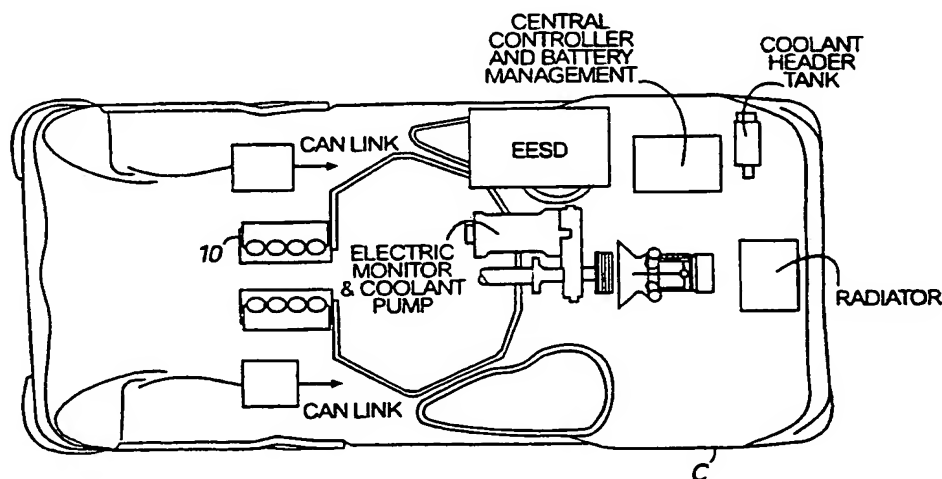 CENTRAL
CONTROLLER
AND BATTERY
MANAGEMENT
COOLANT
HEADER
TANK
CAN LINK
EESD
10
ELECTRIC
MONITOR
& COOLANT
PUMP
RADIATOR
CAN LINK
C